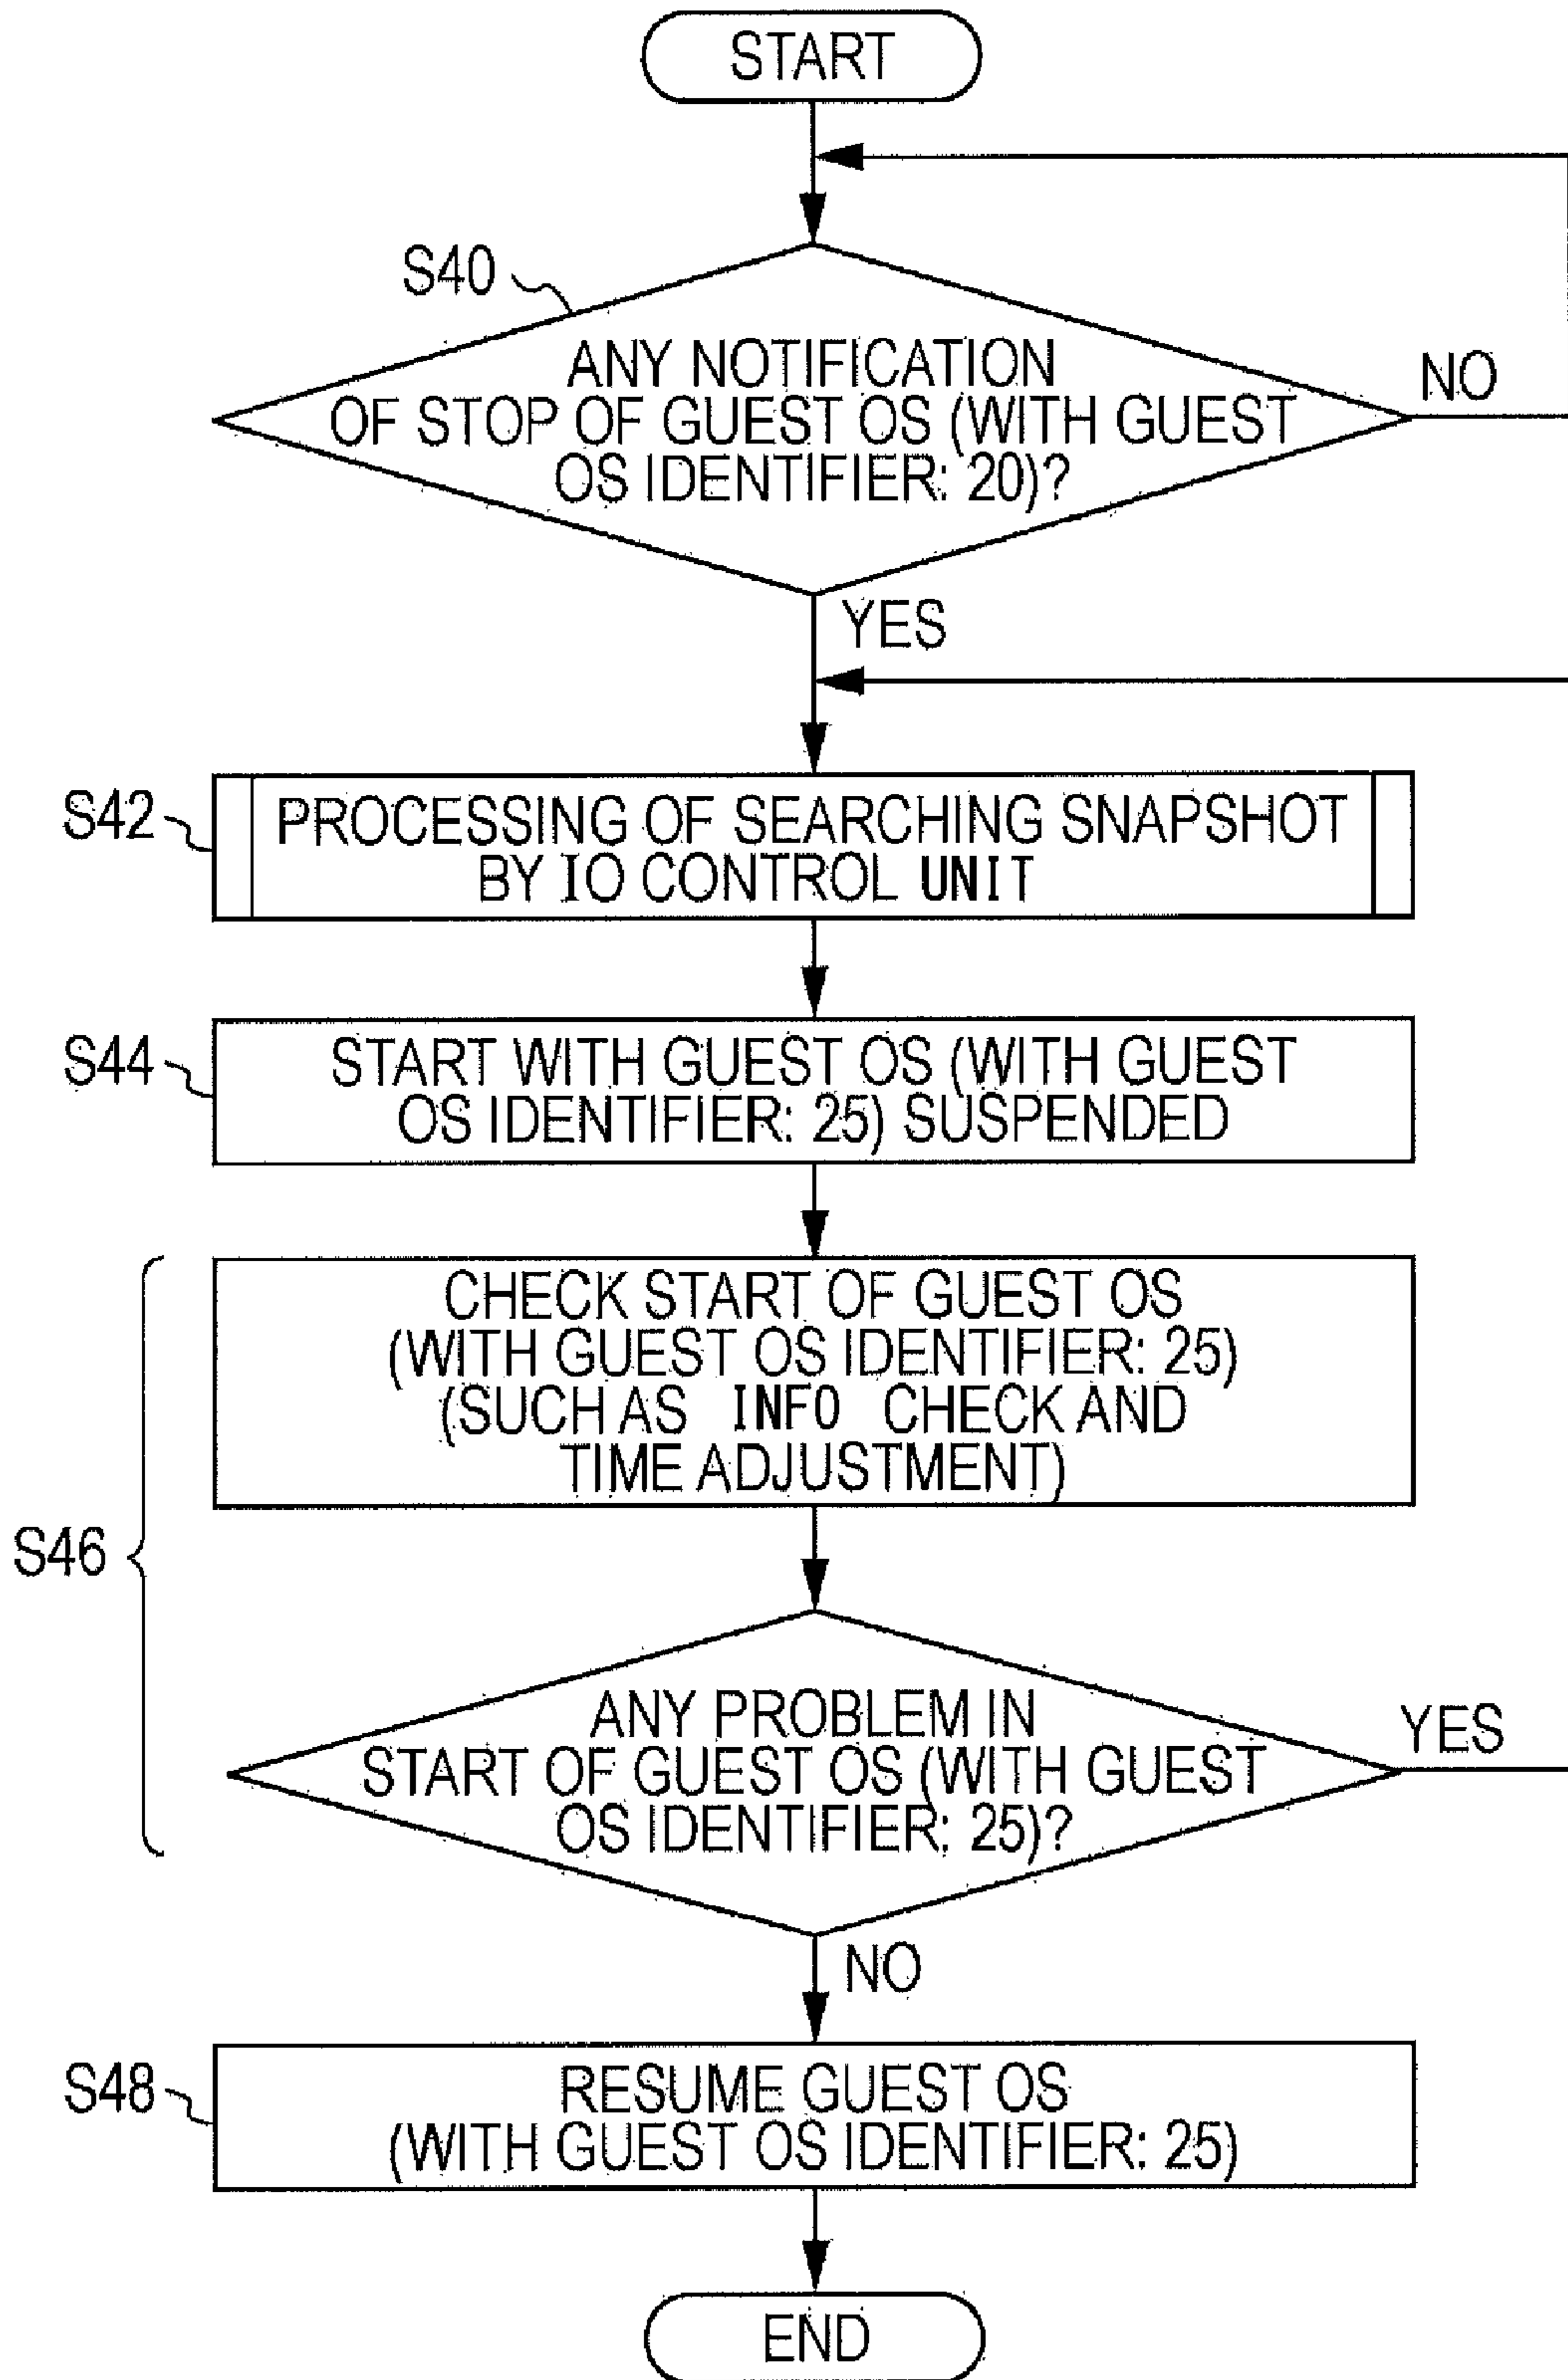 START
S40
ANY NOTIFICATION
OF STOP OF GUEST OS (WITH GUEST
OS IDENTIFIER: 20)?
NO
YES
S42
PROCESSING OF SEARCHING SNAPSHOT
BY IO CONTROL UNIT
S44
START WITH GUEST OS (WITH GUEST
OS IDENTIFIER: 25) SUSPENDED
S46
CHECK START OF GUEST OS
(WITH GUEST OS IDENTIFIER: 25)
(SUCH AS INFO CHECK AND
TIME ADJUSTMENT)
ANY PROBLEM IN
START OF GUEST OS (WITH GUEST
OS IDENTIFIER: 25)?
YES
NO
S48
RESUME GUEST OS
(WITH GUEST OS IDENTIFIER: 25)
END